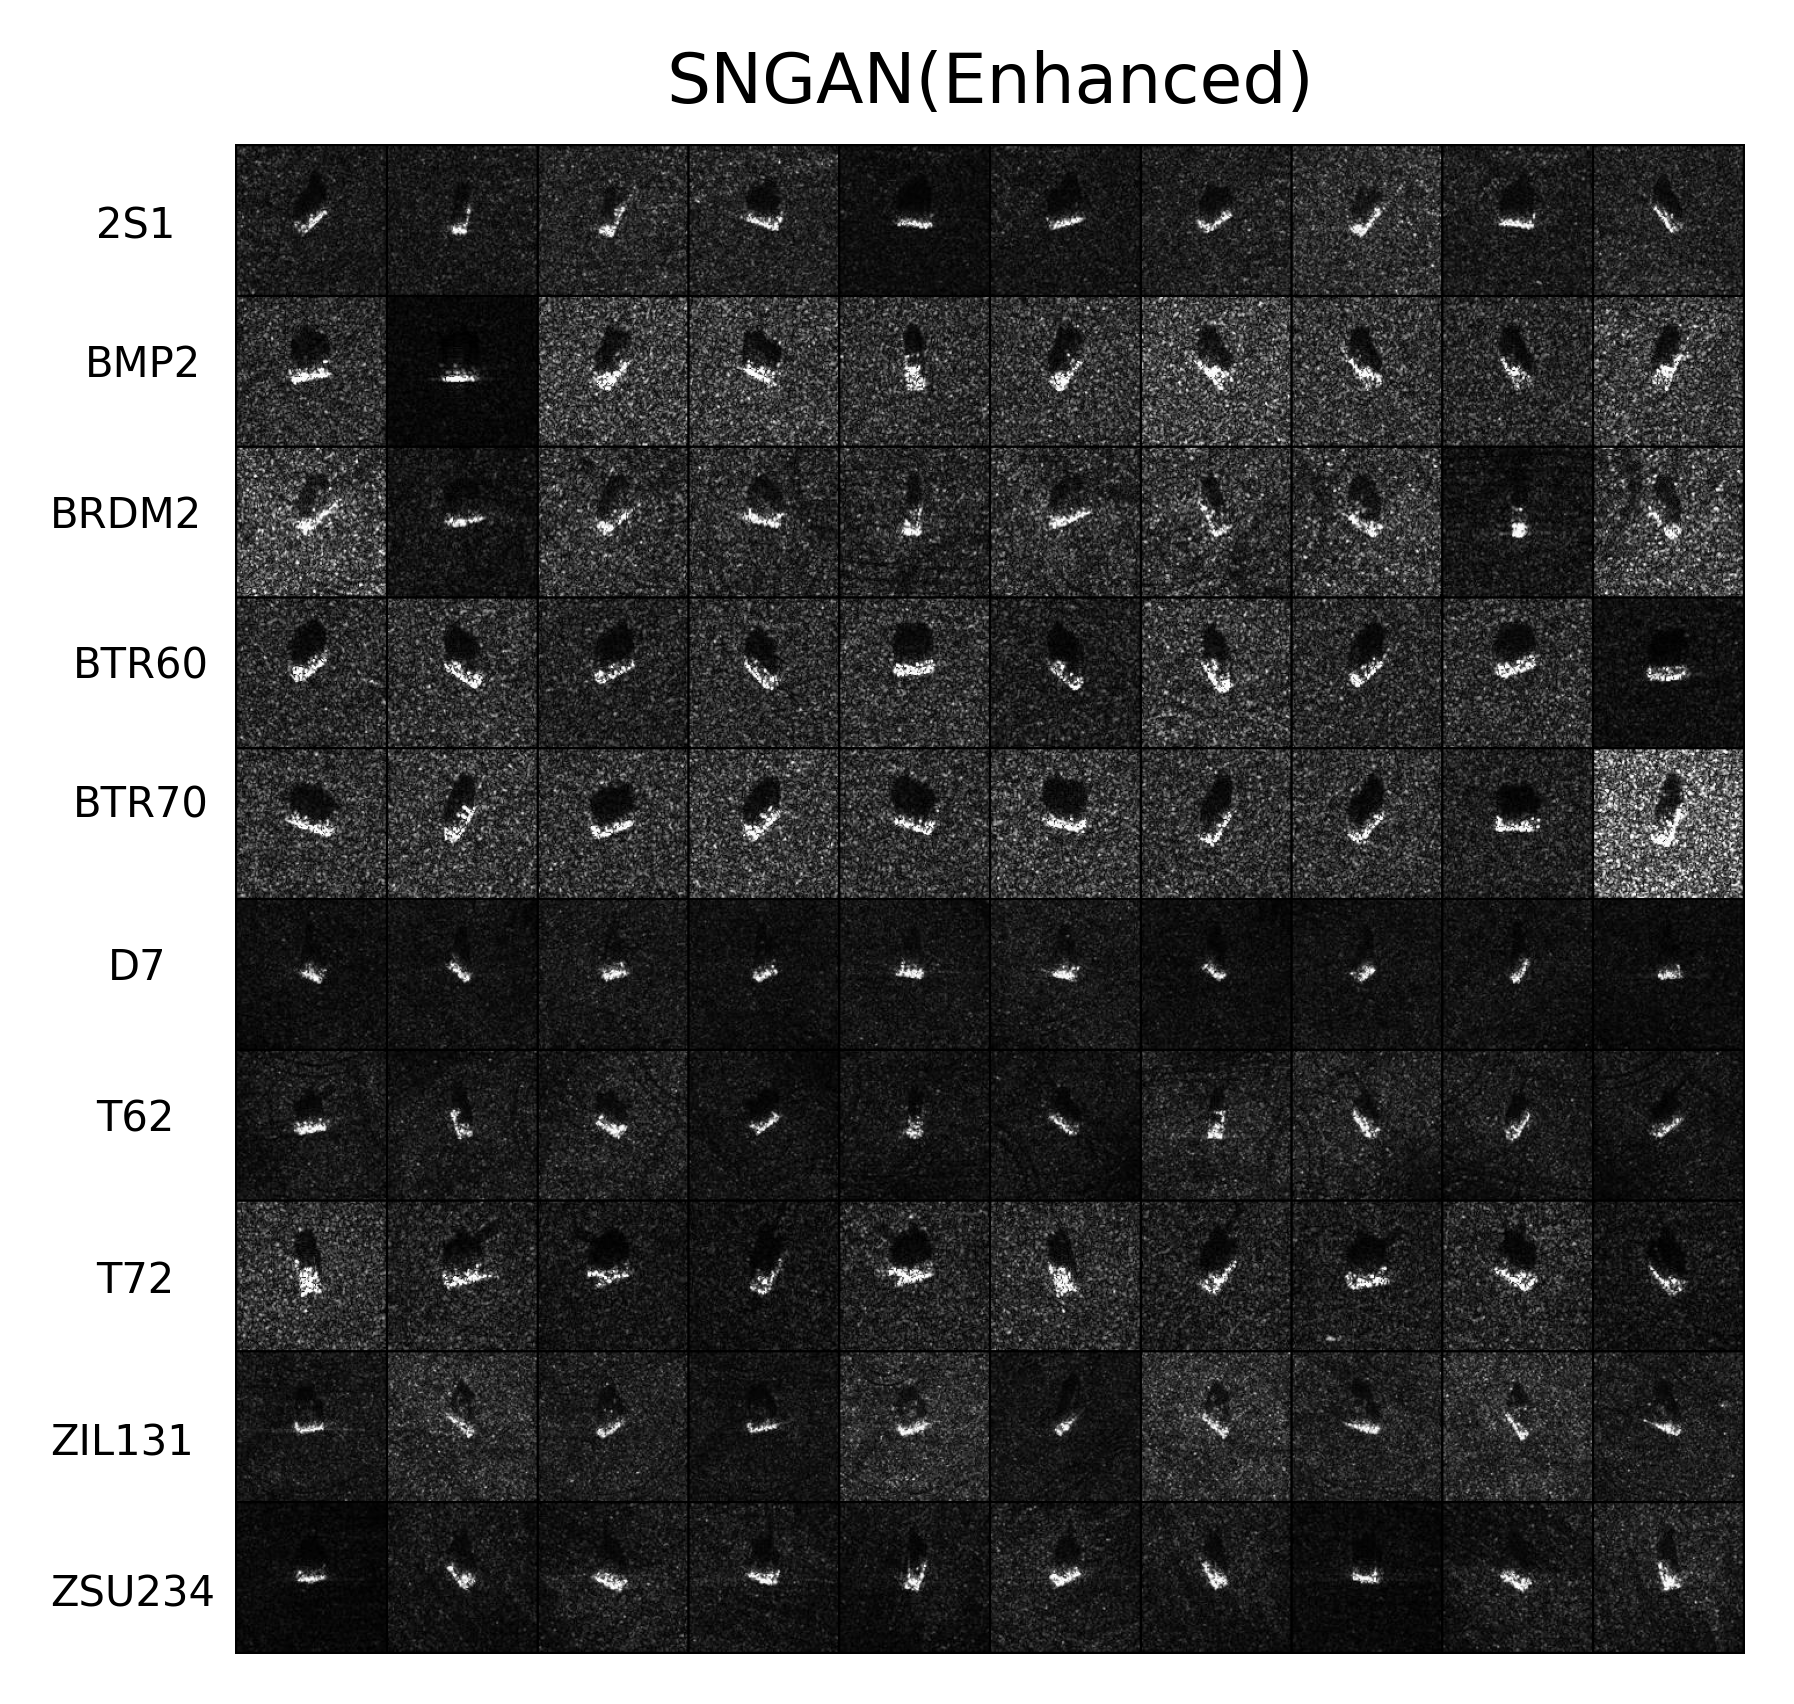 SNGAN(Enhanced)
2S1
BMP2
BRDM2
BTR60
BTR70
D7
T62
T72
ZIL131
ZSU234